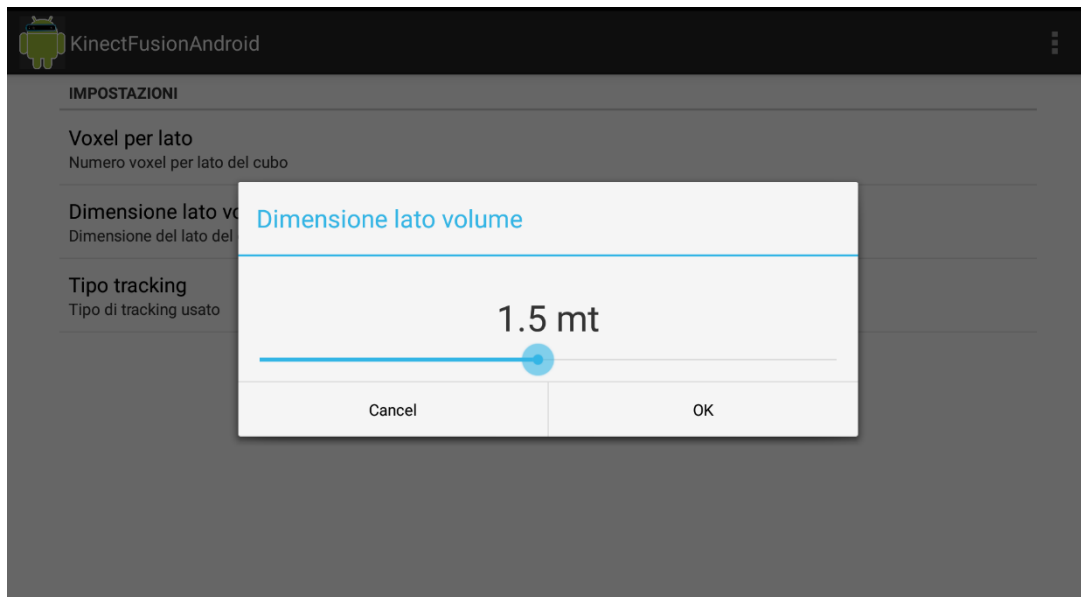 KinectFusionAndroid
IMPOSTAZIONI
Voxel per lato
Numero voxel per lato del cubo
Dimensione lato vo
Dimensione del lato del
Tipo tracking
Tipo di tracking usato
Dimensione lato volume
1.5 mt
Cancel
OK